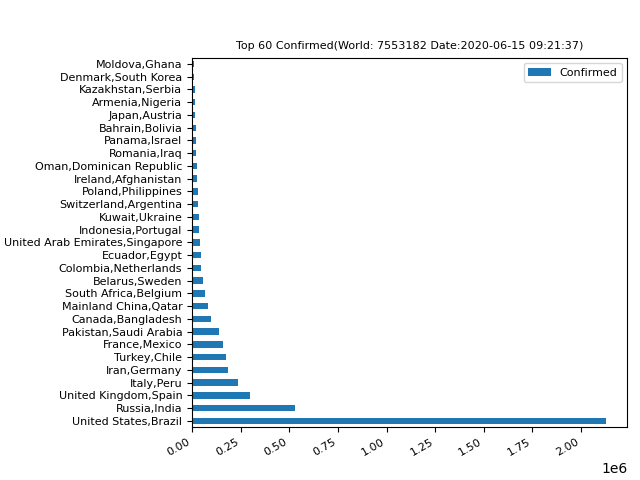 Top 60 Confirmed(World: 7553182 Date:2020-06-15 09:21:37)
Confirmed
Moldova,Ghana
Denmark,South Korea
Kazakhstan,Serbia
Armenia,Nigeria
Japan,Austria
Bahrain,Bolivia
Panama,Israel
Romania,Iraq
Oman,Dominican Republic
Ireland,Afghanistan
Poland,Philippines
Switzerland,Argentina
Kuwait,Ukraine
Indonesia,Portugal
United Arab Emirates,Singapore
Ecuador,Egypt
Colombia,Netherlands
Belarus,Sweden
South Africa,Belgium
Mainland China,Qatar
Canada,Bangladesh
Pakistan,Saudi Arabia
France,Mexico
Turkey,Chile
Iran,Germany
Italy,Peru
United Kingdom,Spain
Russia,India
United States,Brazil
0.00 0.25 0.50 0.75 1.00 1.25 1.50 1.75 2.00
1e6